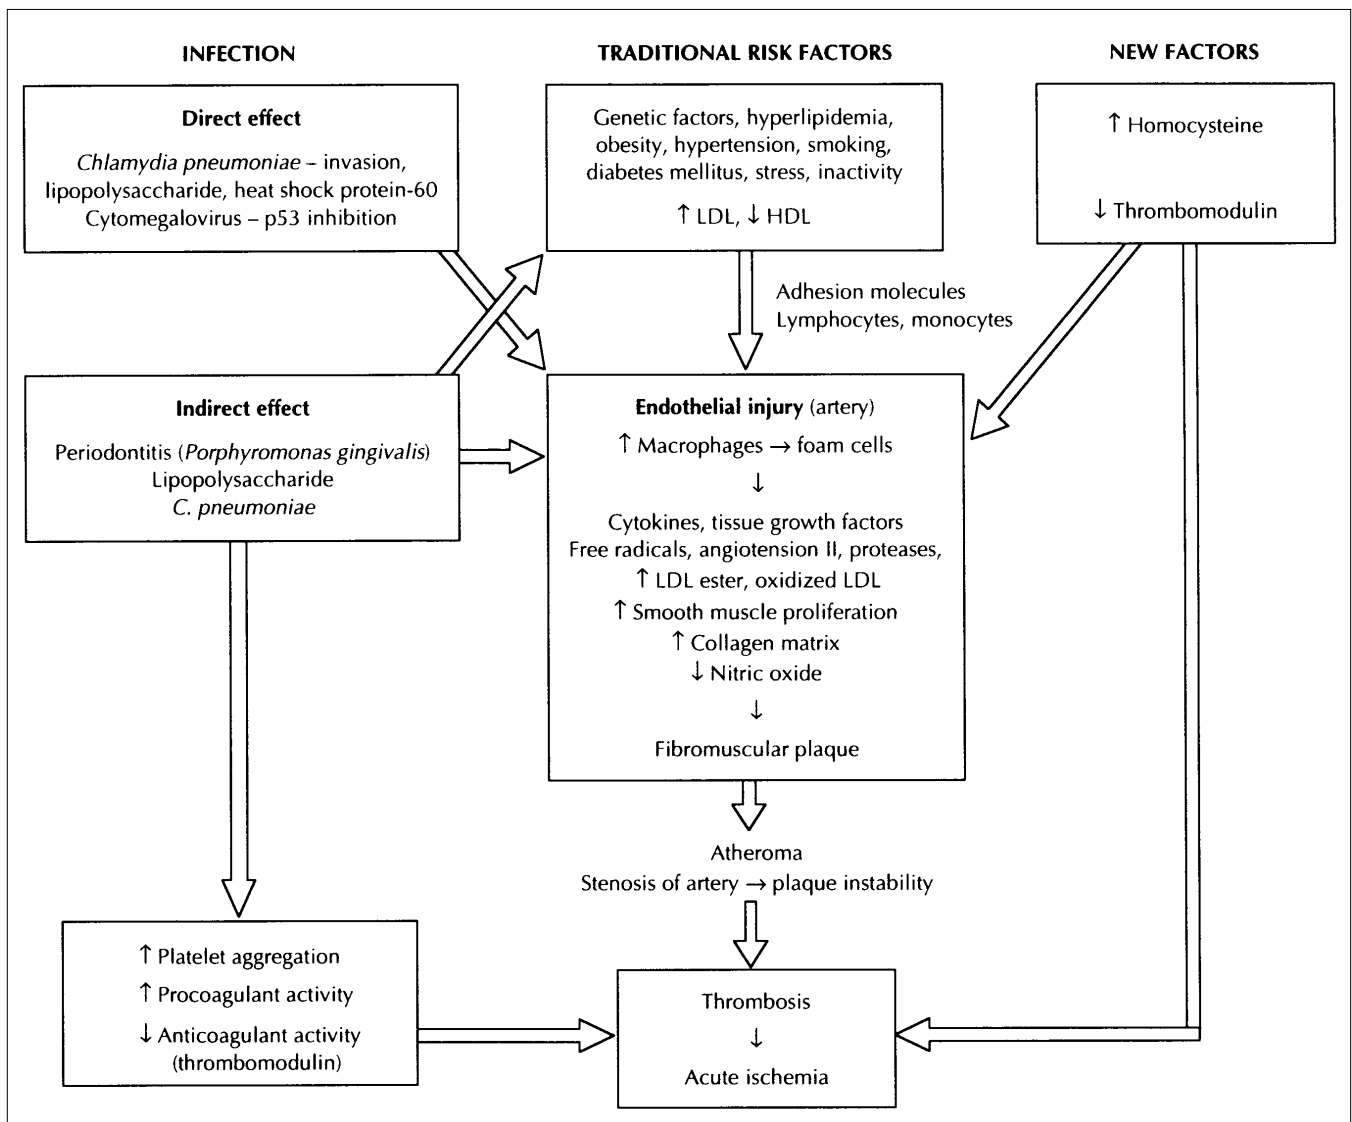 INFECTION
Direct effect
Chlamydia pneumoniae – invasion,
lipopolysaccharide, heat shock protein-60
Cytomegalovirus – p53 inhibition
Indirect effect
Periodontitis (Porphyromonas gingivalis)
Lipopolysaccharide
C. pneumoniae
↑ Platelet aggregation
↑ Procoagulant activity
↓ Anticoagulant activity
(thrombomodulin)
TRADITIONAL RISK FACTORS
Genetic factors, hyperlipidemia,
obesity, hypertension, smoking,
diabetes mellitus, stress, inactivity
↑ LDL, ↓ HDL
Adhesion molecules
Lymphocytes, monocytes
Endothelial injury (artery)
↑ Macrophages → foam cells
↓
Cytokines, tissue growth factors
Free radicals, angiotension II, proteases,
↑ LDL ester, oxidized LDL
↑ Smooth muscle proliferation
↑ Collagen matrix
↓ Nitric oxide
↓
Fibromuscular plaque
Atheroma
Stenosis of artery → plaque instability
Thrombosis
↓
Acute ischemia
NEW FACTORS
↑ Homocysteine
↓ Thrombomodulin